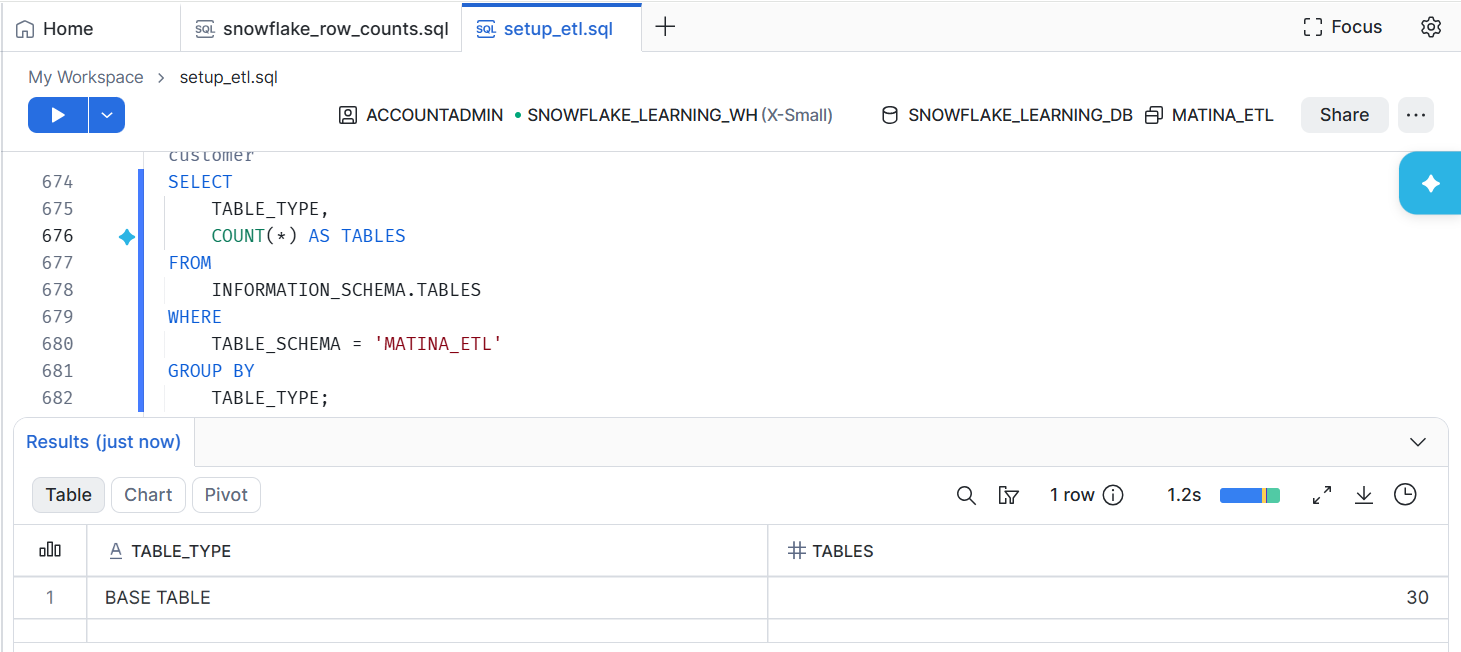 Home
SQL snowflake_row_counts.sql
SQL setup_etl.sql
Focus
My Workspace > setup_etl.sql
ACCOUNTADMIN • SNOWFLAKE_LEARNING_WH (X-Small)
SNOWFLAKE_LEARNING_DB
MATINA_ETL
Share
customer
674 SELECT
675 TABLE_TYPE,
676 COUNT(*) AS TABLES
677 FROM
678 INFORMATION_SCHEMA.TABLES
679 WHERE
680 TABLE_SCHEMA = 'MATINA_ETL'
681 GROUP BY
682 TABLE_TYPE;
Results (just now)
Table Chart Pivot
1 row
1.2s
A TABLE_TYPE # TABLES
1 BASE TABLE 30